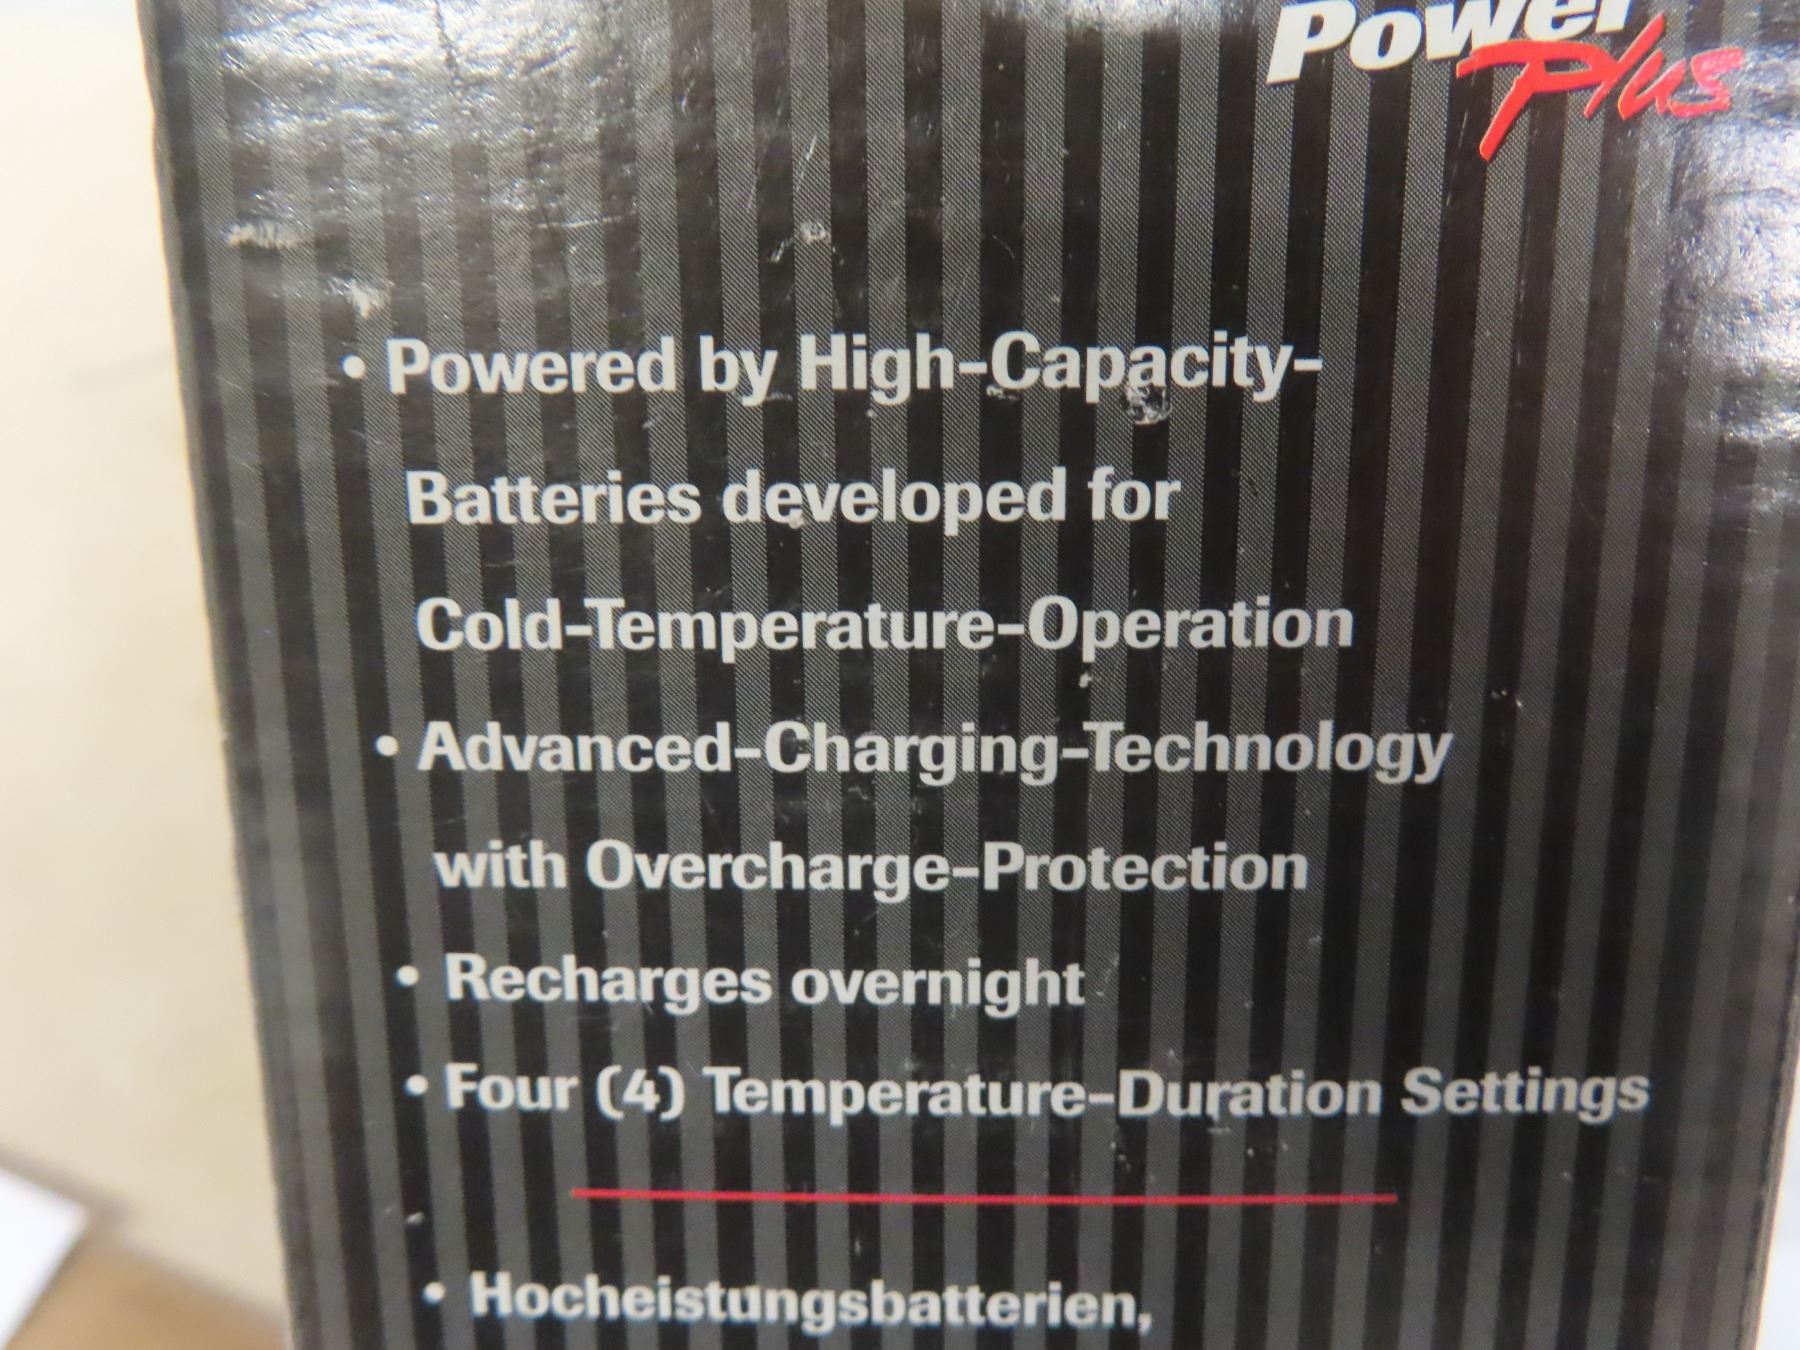 Power
Plus
• Powered by High-Capacity-
Batteries developed for
Cold-Temperature-Operation
• Advanced-Charging-Technology
with Overcharge-Protection
• Recharges overnight
• Four (4) Temperature-Duration Settings
• Hocheistungsbatterien,